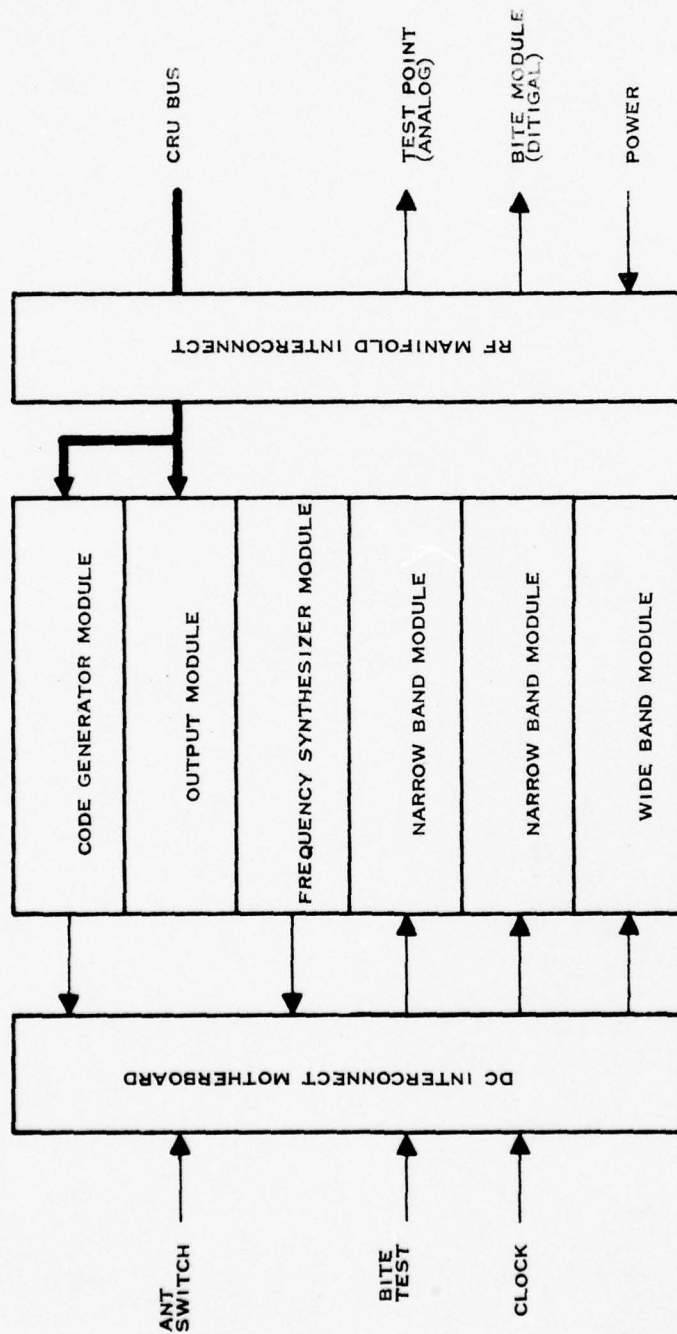 CRU BUS
TEST POINT
(ANALOG)
BITE MODULE
(DITIGAL)
POWER
RF MANIFOLD INTERCONNECT
CODE GENERATOR MODULE
OUTPUT MODULE
FREQUENCY SYNTHESIZER MODULE
NARROW BAND MODULE
NARROW BAND MODULE
WIDE BAND MODULE
DC INTERCONNECT MOTHERBOARD
ANT
SWITCH
BITE
TEST
CLOCK